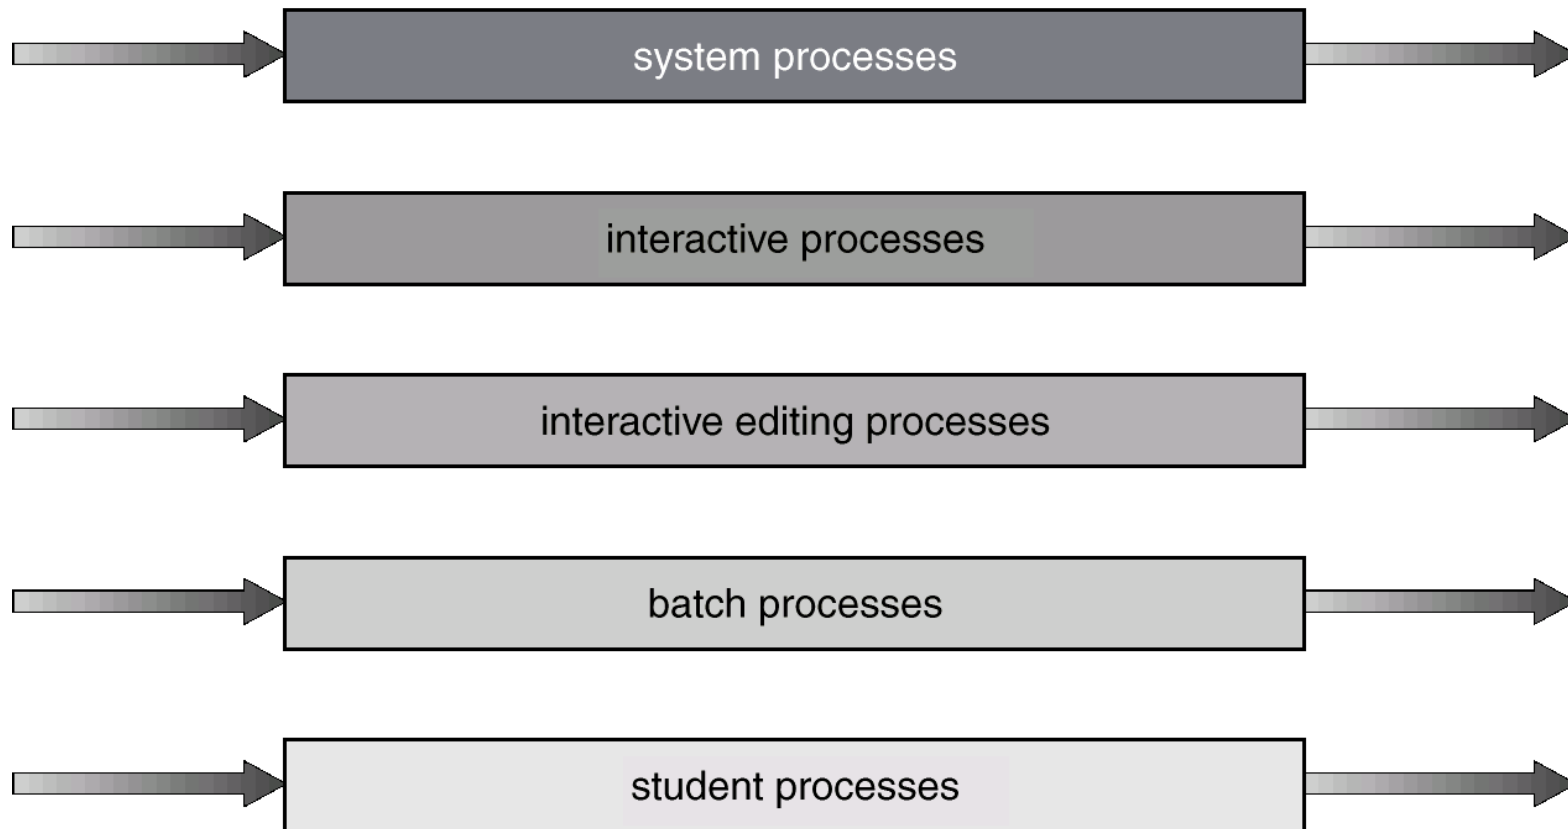 system processes
interactive processes
interactive editing processes
batch processes
student processes